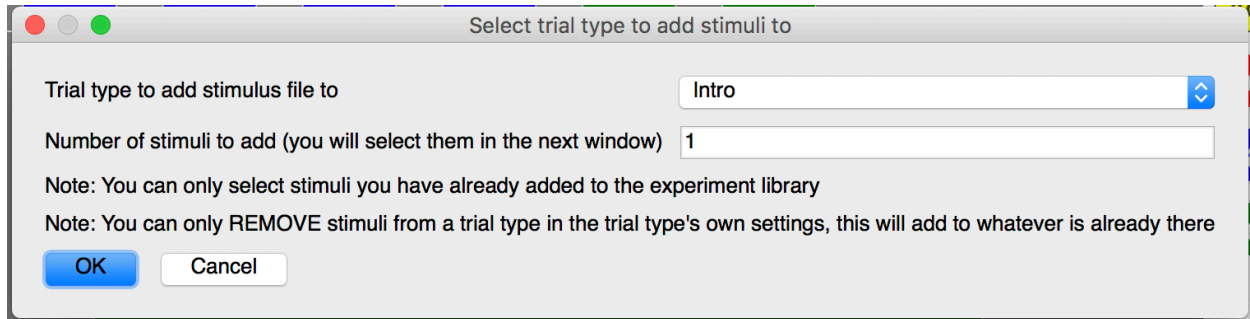 Select trial type to add stimuli to
Trial type to add stimulus file to
Intro
Number of stimuli to add (you will select them in the next window)
1
Note: You can only select stimuli you have already added to the experiment library
Note: You can only REMOVE stimuli from a trial type in the trial type's own settings, this will add to whatever is already there
OK
Cancel